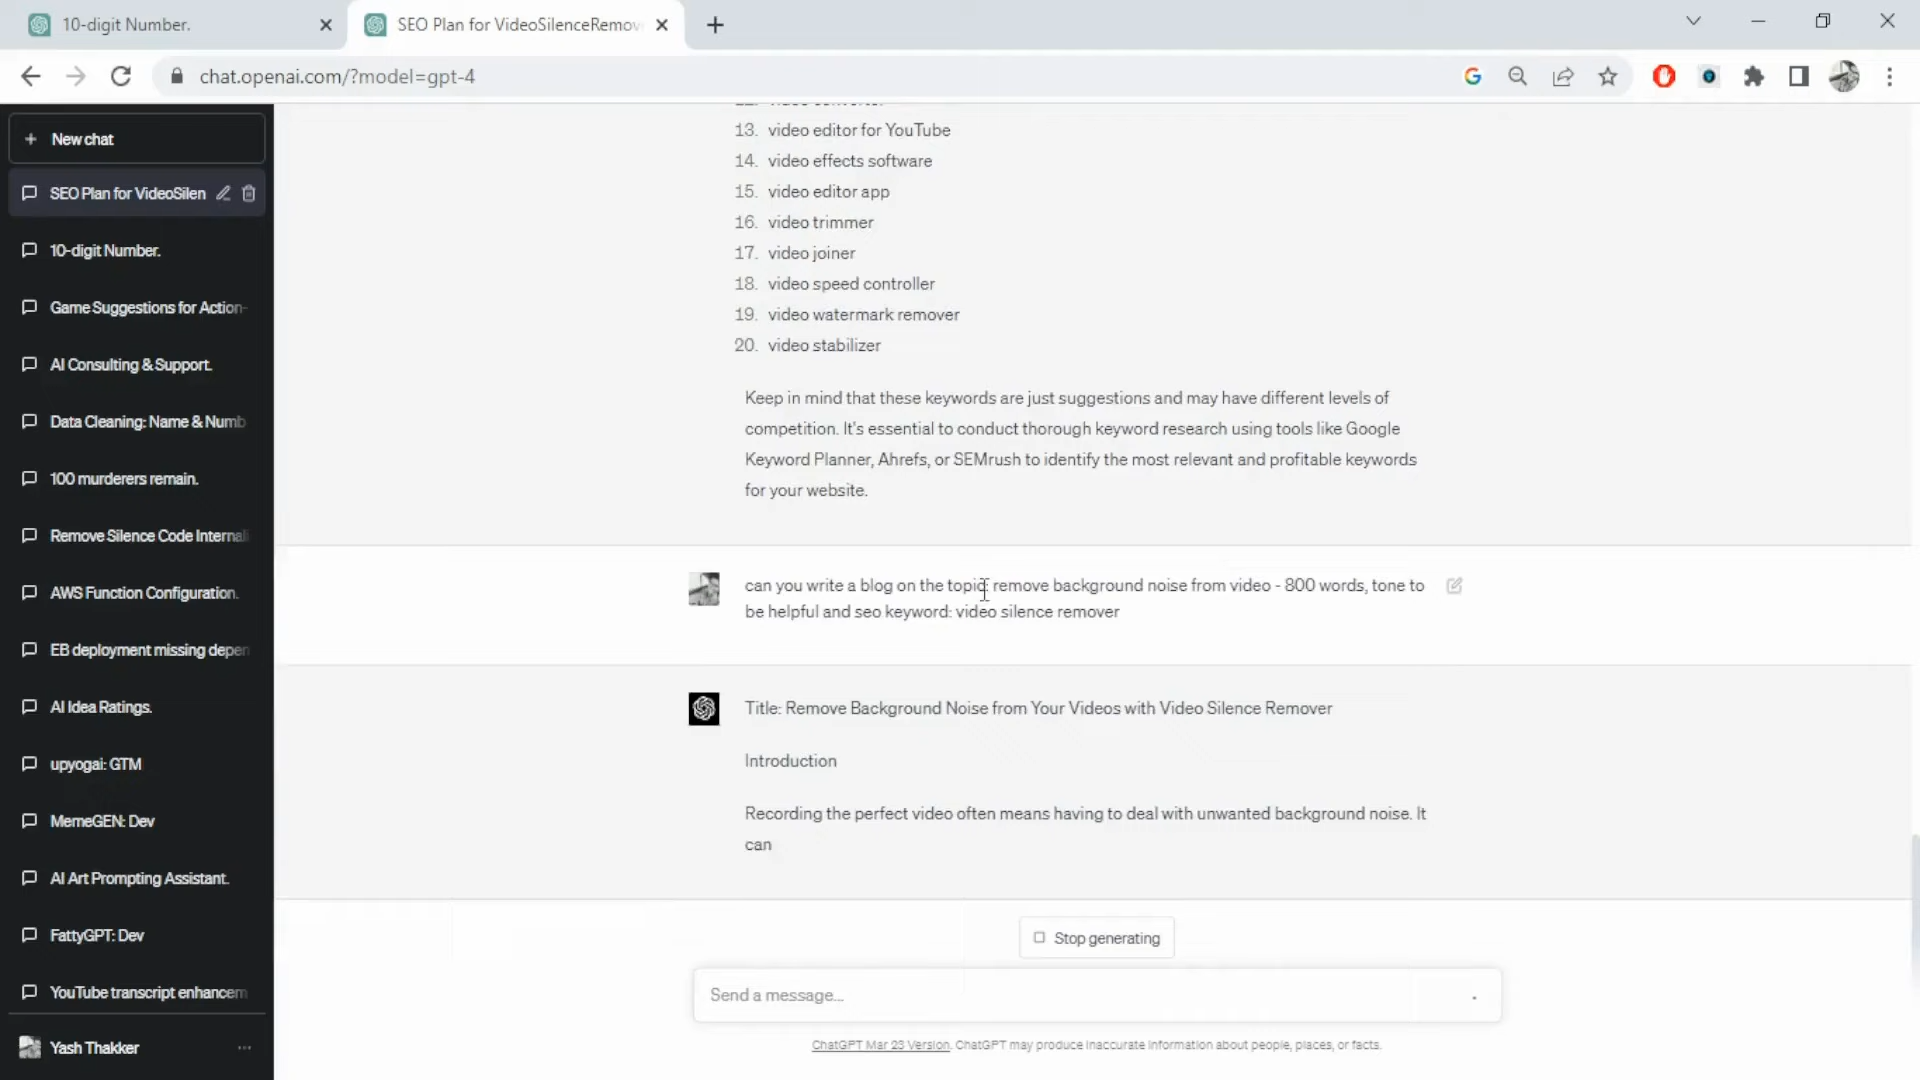 10-digit Number.
SEO Plan for VideoSilenceRemov
chat.openai.com/?model=gpt-4
New chat
SEO Plan for VideoSilen
10-digit Number.
Game Suggestions for Action-
AI Consulting & Support.
Data Cleaning: Name & Numb
100 murderers remain.
Remove Silence Code Internali
AWS Function Configuration.
EB deployment missing depen
AI Idea Ratings.
upyogai: GTM
MemeGEN: Dev
AI Art Prompting Assistant.
FattyGPT: Dev
YouTube transcript enhancem
Yash Thakker
13. video editor for YouTube
14. video effects software
15. video editor app
16. video trimmer
17. video joiner
18. video speed controller
19. video watermark remover
20. video stabilizer
Keep in mind that these keywords are just suggestions and may have different levels of
competition. It's essential to conduct thorough keyword research using tools like Google
Keyword Planner, Ahrefs, or SEMrush to identify the most relevant and profitable keywords
for your website.
can you write a blog on the topic: remove background noise from video - 800 words, tone to
be helpful and seo keyword: video silence remover
Title: Remove Background Noise from Your Videos with Video Silence Remover
Introduction
Recording the perfect video often means having to deal with unwanted background noise. It
can
Stop generating
Send a message...
ChatGPT Mar 23 Version. ChatGPT may produce inaccurate information about people, places, or facts.